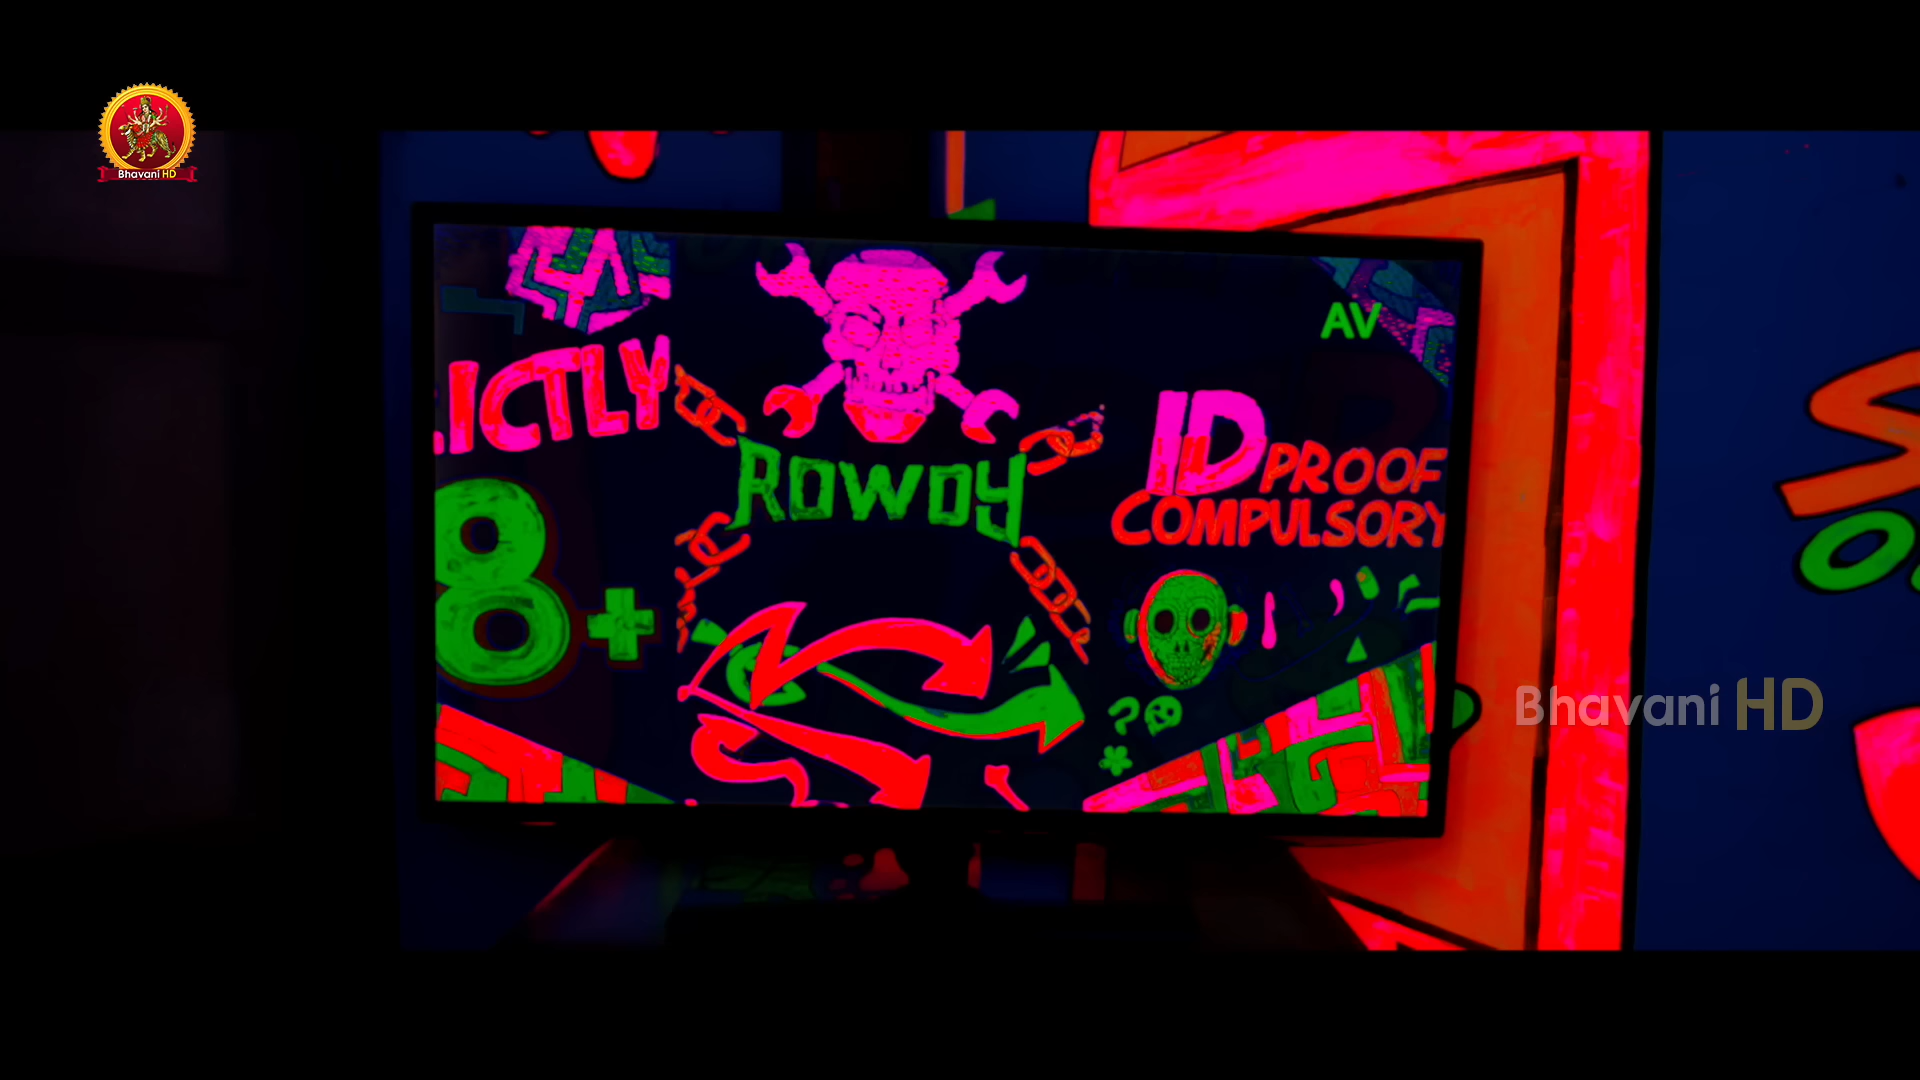 Bhavani HD
AV
ICTLY
ROWDY
ID PROOF
COMPULSORY
8+
?
Bhavani HD